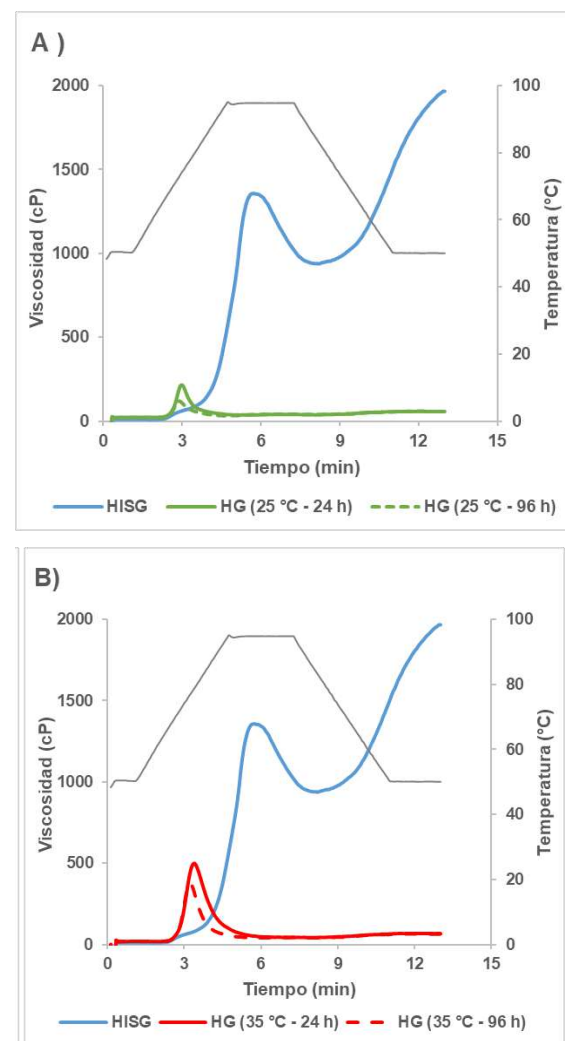 A )
2000
1500
1000
500
0
Viscosidad (cP)
100
80
60
40
20
0
Temperatura (°C)
0 3 6 9 12 15
Tiempo (min)
HISG HG (25 °C - 24 h) HG (25 °C - 96 h)
B)
2000
1500
1000
500
0
Viscosidad (cP)
100
80
60
40
20
0
Temperatura (°C)
0 3 6 9 12 15
Tiempo (min)
HISG HG (35 °C - 24 h) HG (35 °C - 96 h)